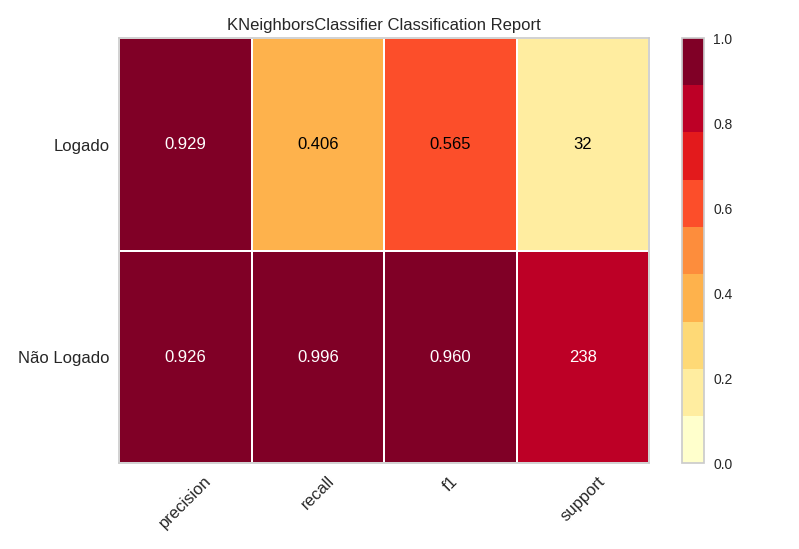 KNeighborsClassifier Classification Report
Logado
0.929
0.406
0.565
32
Não Logado
0.926
0.996
0.960
238
precision
recall
f1
support
1.0
0.8
0.6
0.4
0.2
0.0